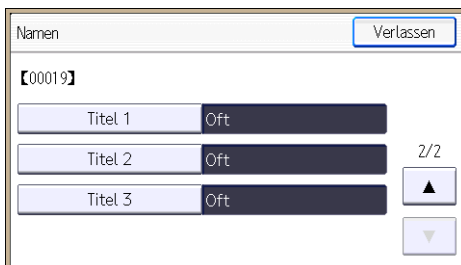 Namen Verlassen
【00019】
Titel 1 Oft
Titel 2 Oft
2/2
Titel 3 Oft
▲
▼